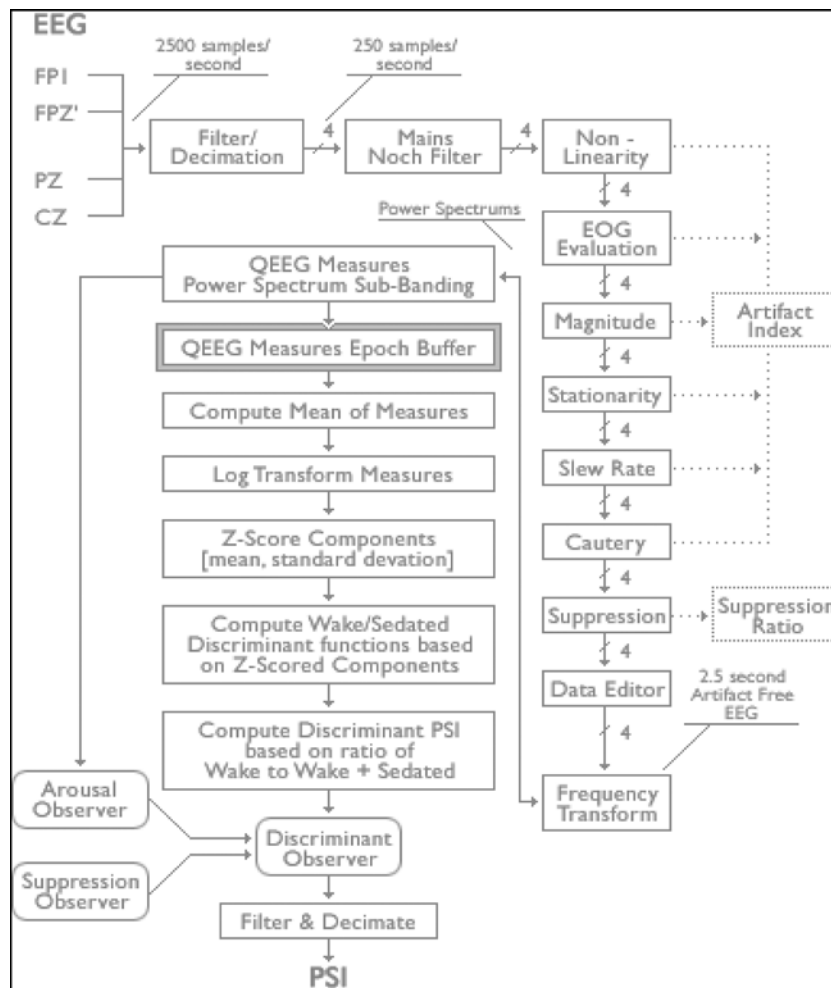 EEG
2500 samples/
second
250 samples/
second
FP1
FPZ'
PZ
CZ
Filter/
Decimation
4
Mains
Noch Filter
4
Non -
Linearity
4
Power Spectrums
EOG
Evaluation
4
QEEG Measures
Power Spectrum Sub-Banding
Magnitude
Artifact
Index
4
QEEG Measures Epoch Buffer
Stationarity
4
Compute Mean of Measures
Slew Rate
4
Log Transform Measures
Cautery
4
Z-Score Components
[mean, standard devation]
Suppression
Suppression
Ratio
4
Compute Wake/Sedated
Discriminant functions based
on Z-Scored Components
Data Editor
4
2.5 second
Artifact Free
EEG
Compute Discriminant PSI
based on ratio of
Wake to Wake + Sedated
Frequency
Transform
Arousal
Observer
Discriminant
Observer
Suppression
Observer
Filter & Decimate
PSI